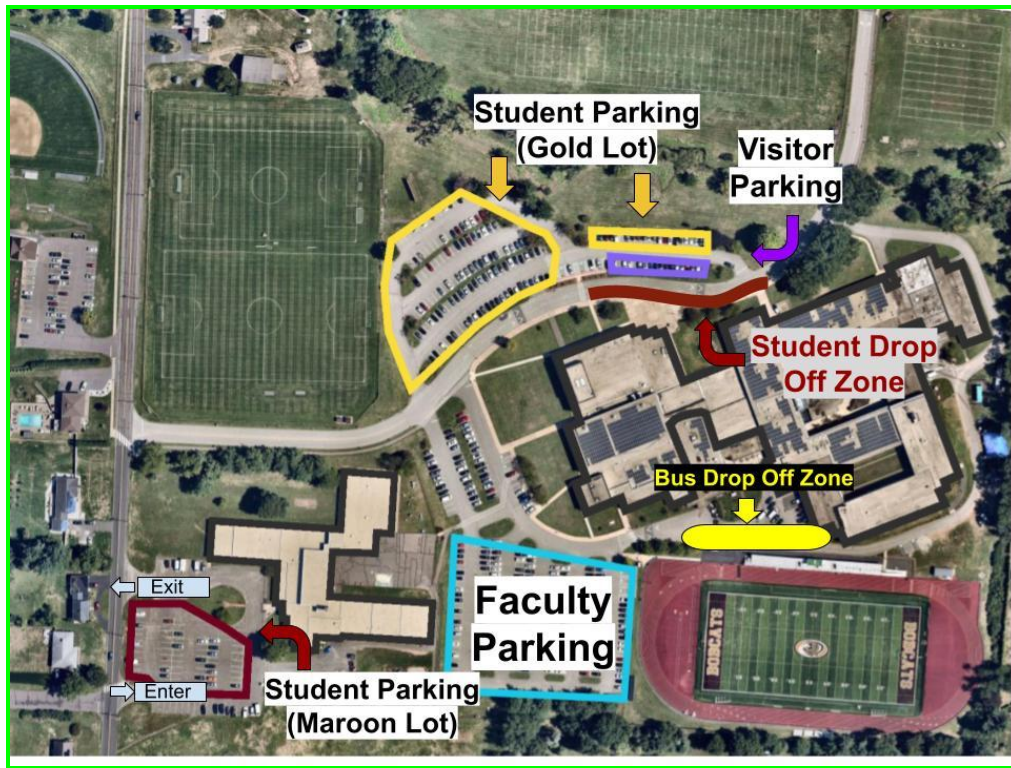 Student Parking
(Gold Lot)
Visitor
Parking
Student Drop
Off Zone
Bus Drop Off Zone
Exit
Enter
Faculty
Parking
Student Parking
(Maroon Lot)
BOBCATS
BOBCATS